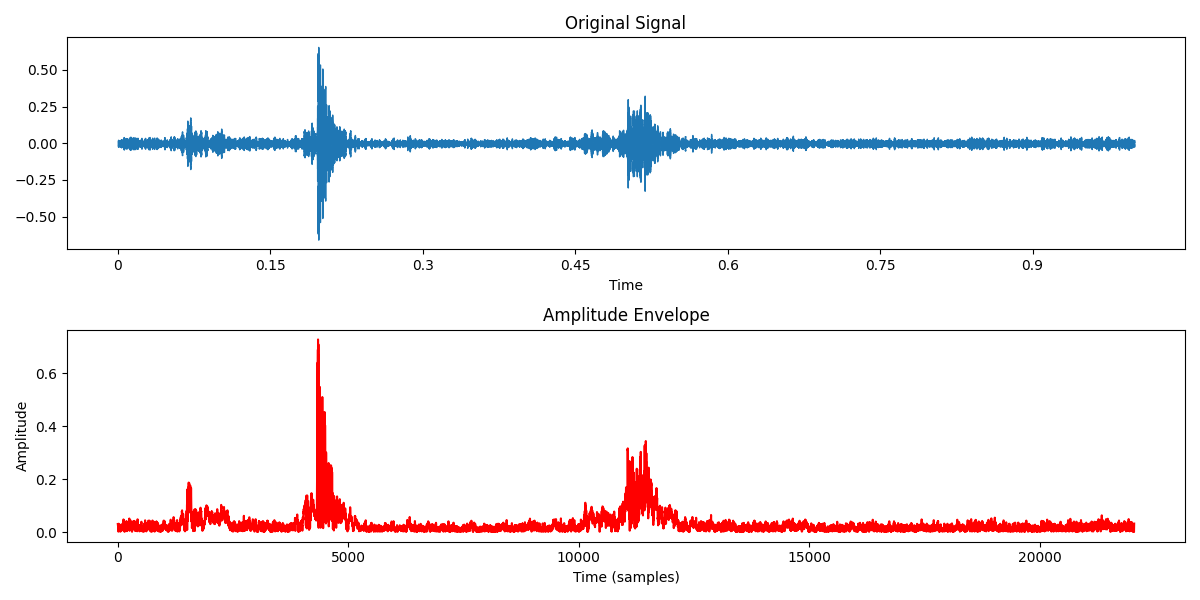 Original Signal
0.50
0.25
0.00
−0.25
−0.50
0 0.15 0.3 0.45 0.6 0.75 0.9
Time
Amplitude Envelope
Amplitude
0.6
0.4
0.2
0.0
0 5000 10000 15000 20000
Time (samples)